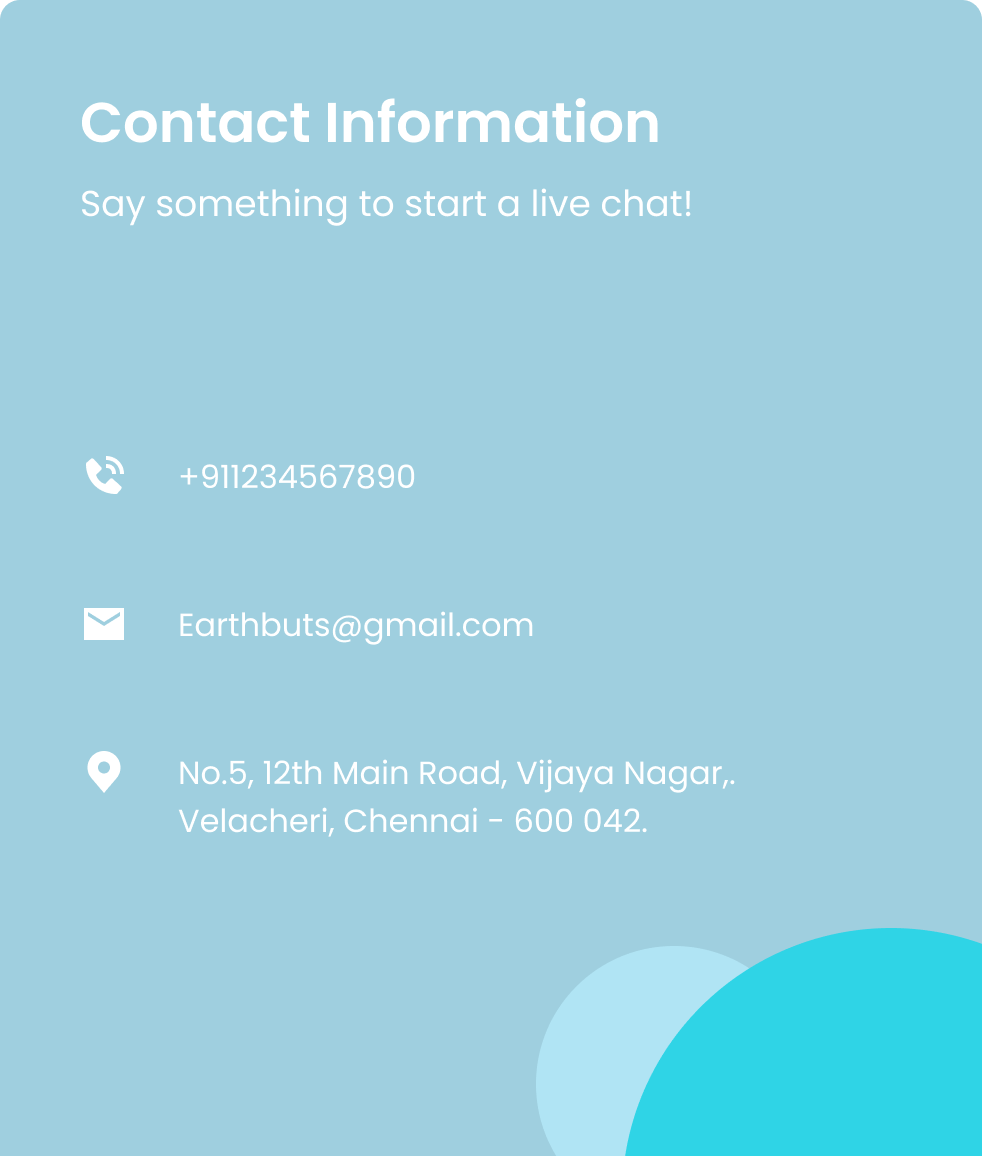 Contact Information
Say something to start a live chat!
+911234567890
Earthbuts@gmail.com
No.5, 12th Main Road, Vijaya Nagar,.
Velacheri, Chennai - 600 042.